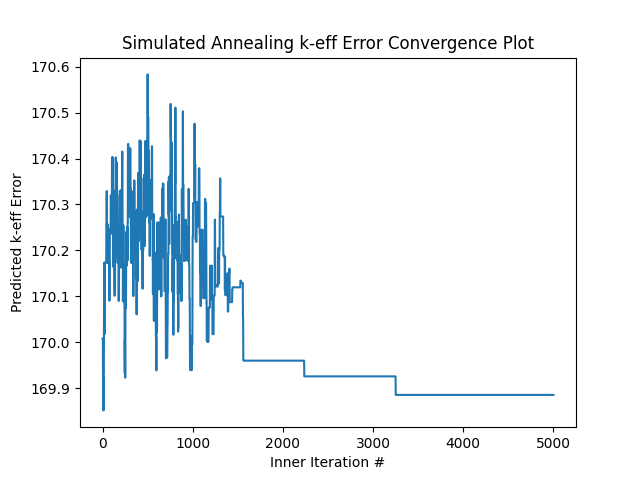 Simulated Annealing k-eff Error Convergence Plot
170.6
170.5
170.4
170.3
170.2
170.1
170.0
169.9
Predicted k-eff Error
0 1000 2000 3000 4000 5000
Inner Iteration #